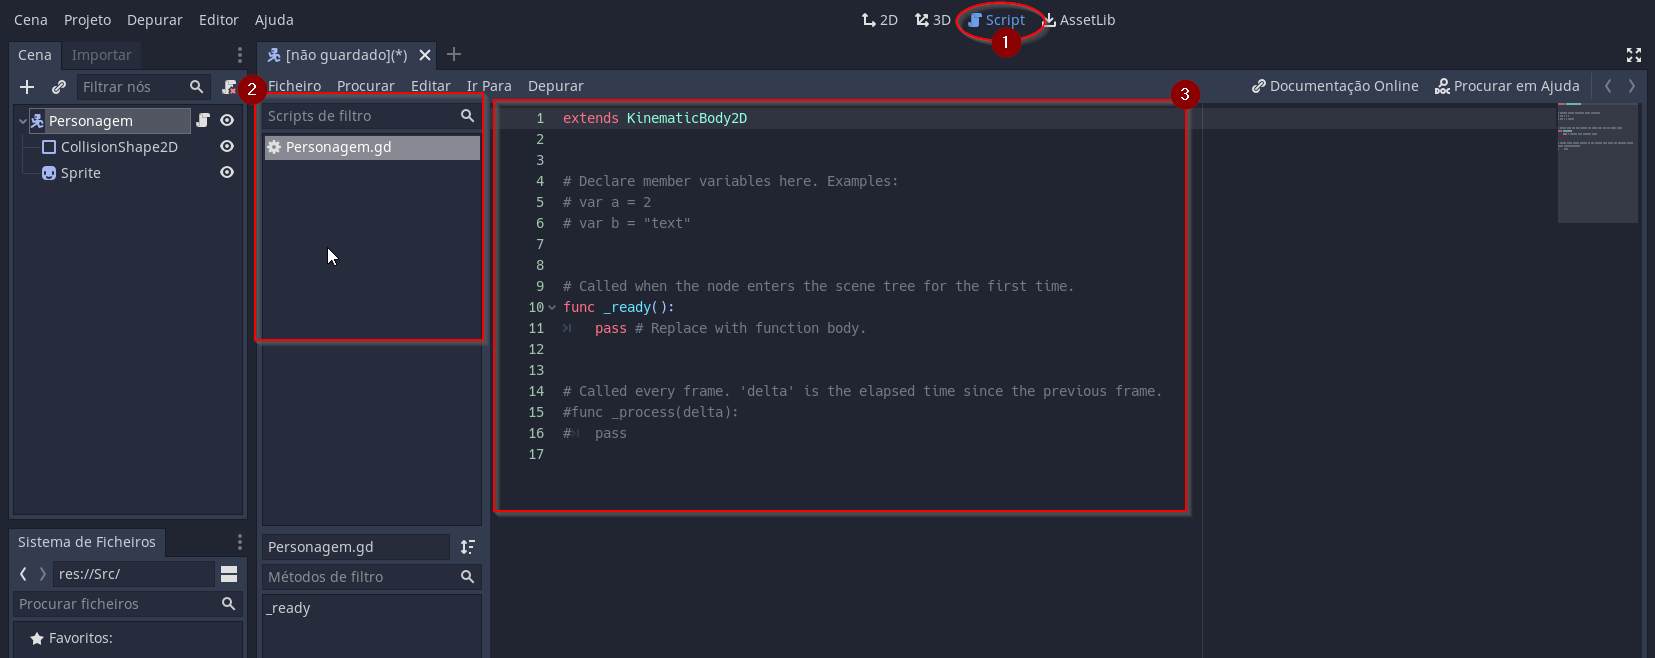 Cena Projeto Depurar Editor Ajuda 2D 3D Script AssetLib
1
Cena Importar [não guardado](*)
Filtrar nós 2 Ficheiro Procurar Editar Ir Para Depurar Documentação Online Procurar em Ajuda
3
Personagem Scripts de filtro
CollisionShape2D Personagem.gd
Sprite
1 extends KinematicBody2D
2
3
4 # Declare member variables here. Examples:
5 # var a = 2
6 # var b = "text"
7
8
9 # Called when the node enters the scene tree for the first time.
10 func _ready():
11 pass # Replace with function body.
12
13
14 # Called every frame. 'delta' is the elapsed time since the previous frame.
15 #func _process(delta):
16 # pass
17
Sistema de Ficheiros Personagem.gd
res://Src/ Métodos de filtro
Procurar ficheiros _ready
Favoritos: